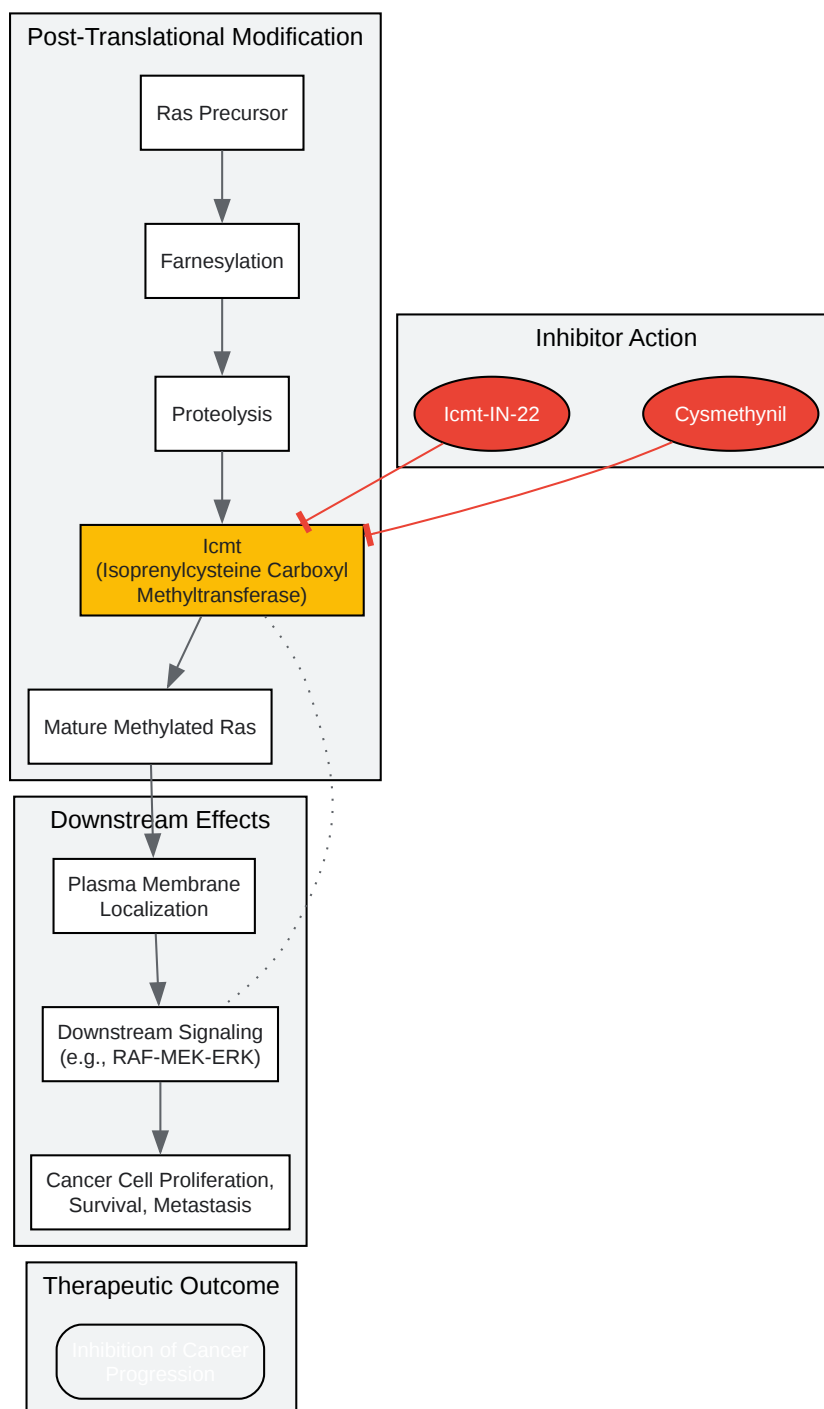 Post-Translational Modification
Ras Precursor
Farnesylation
Proteolysis
Icmt
(Isoprenylcysteine Carboxyl
Methyltransferase)
Mature Methylated Ras
Inhibitor Action
Icmt-IN-22
Cysmethynil
Downstream Effects
Plasma Membrane
Localization
Downstream Signaling
(e.g., RAF-MEK-ERK)
Cancer Cell Proliferation,
Survival, Metastasis
Therapeutic Outcome
Inhibition of Cancer
Progression